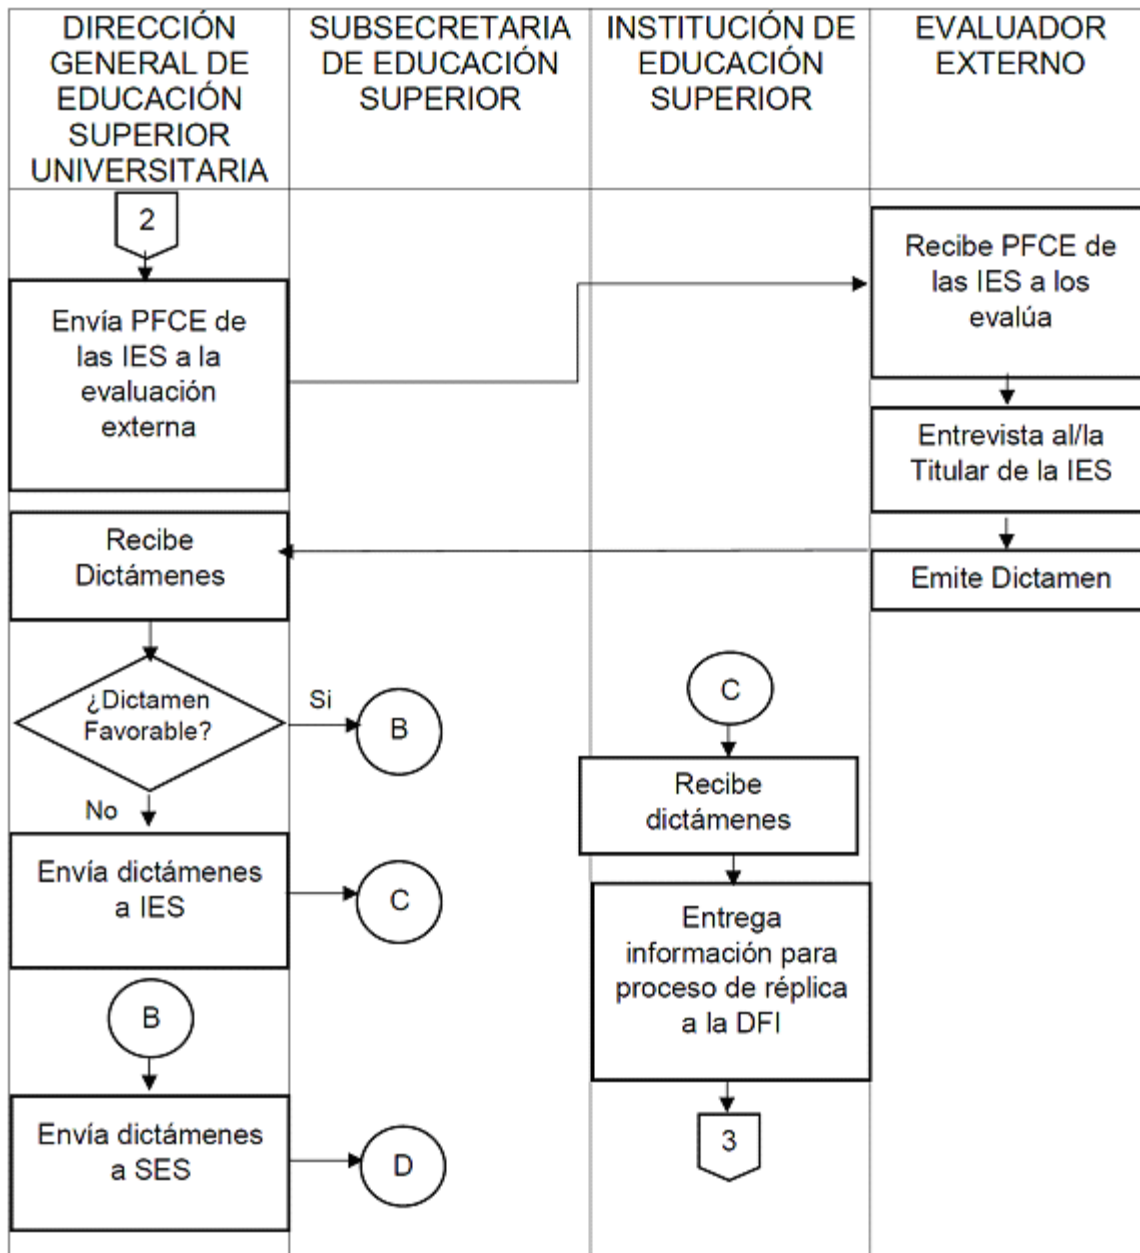 DIRECCIÓN
GENERAL DE
EDUCACIÓN
SUPERIOR
UNIVERSITARIA
SUBSECRETARIA
DE EDUCACIÓN
SUPERIOR
INSTITUCIÓN DE
EDUCACIÓN
SUPERIOR
EVALUADOR
EXTERNO
2
Envía PFCE de
las IES a la
evaluación
externa
Recibe PFCE de
las IES a los
evalúa
Entrevista al/la
Titular de la IES
Emite Dictamen
Recibe
Dictámenes
¿Dictamen
Favorable?
Si
B
No
Envía dictámenes
a IES
C
C
Recibe
dictámenes
Entrega
información para
proceso de réplica
a la DFI
3
B
Envía dictámenes
a SES
D